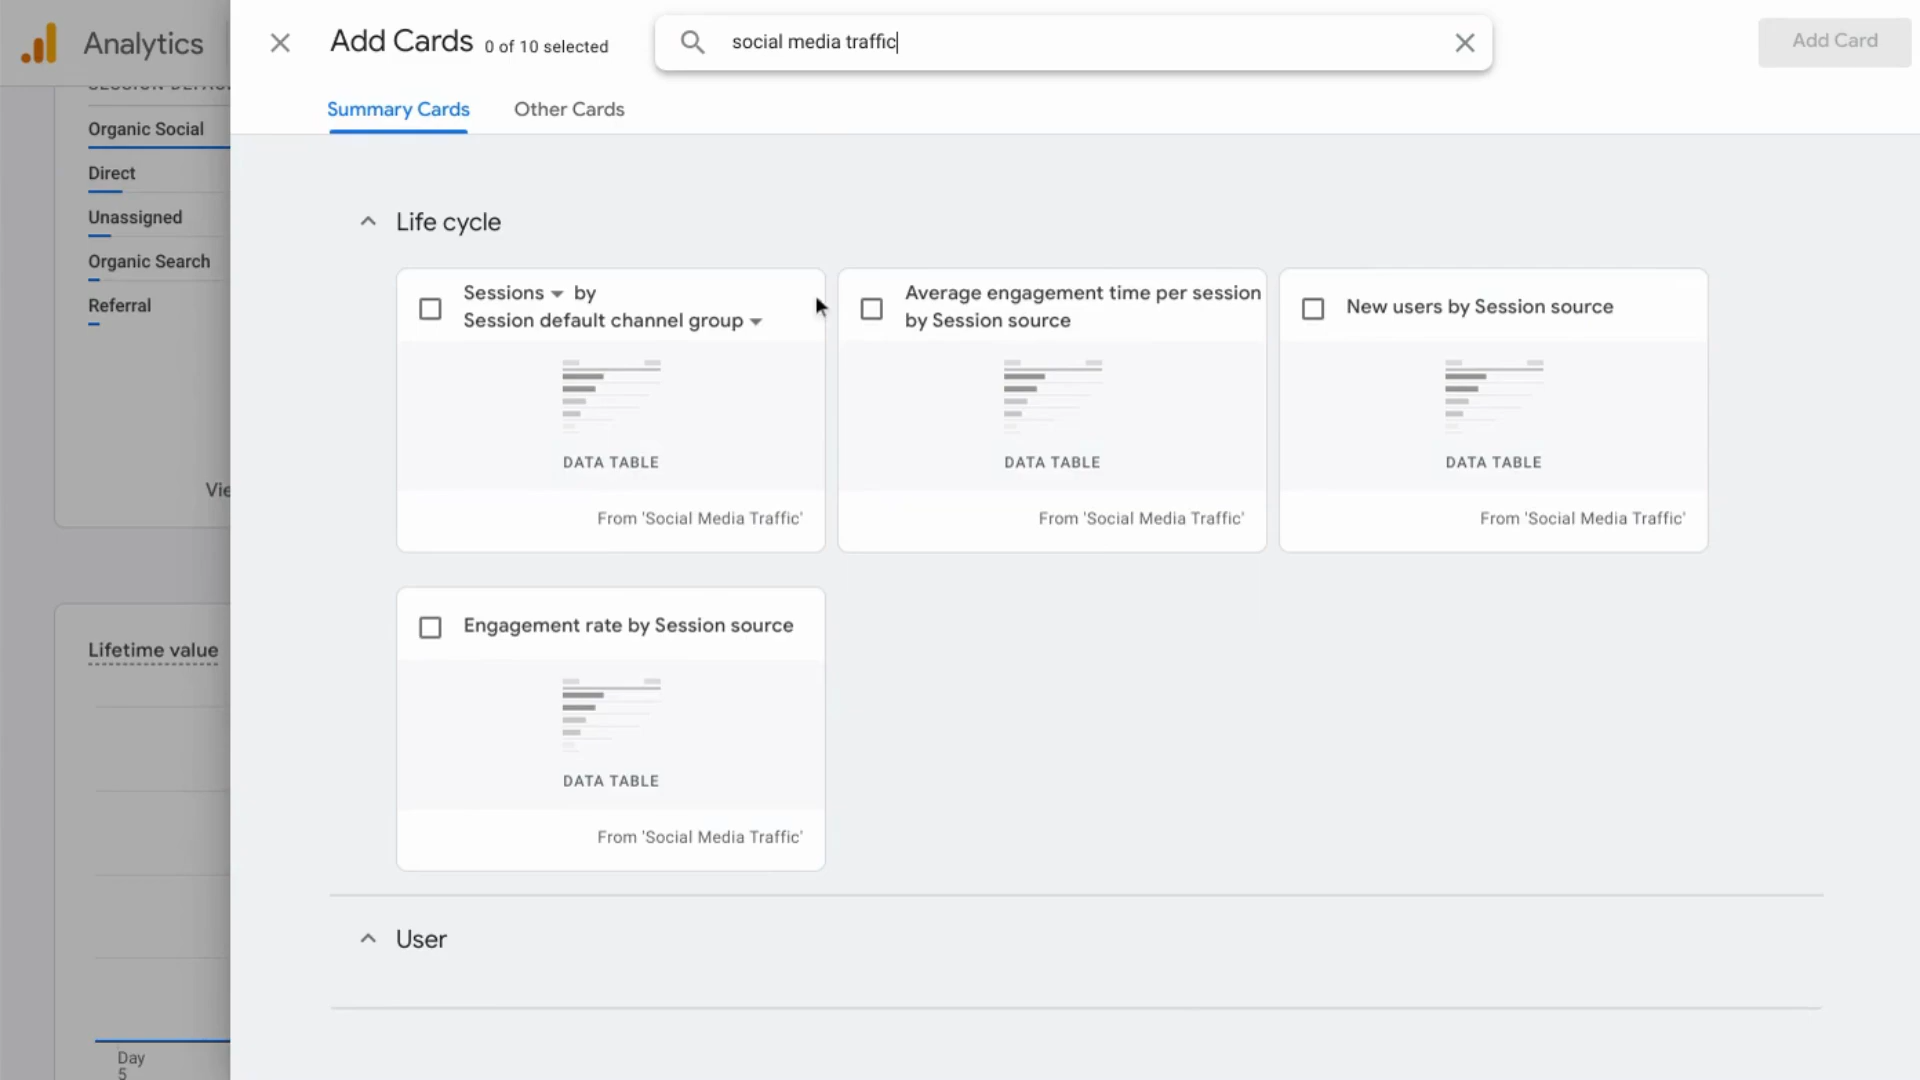 Analytics
Add Cards 0 of 10 selected
social media traffic
Add Card
Summary Cards
Other Cards
Organic Social
Direct
Unassigned
Organic Search
Referral
Vie
Lifetime value
Day
5
Life cycle
Sessions by
Session default channel group
DATA TABLE
From 'Social Media Traffic'
Average engagement time per session
by Session source
DATA TABLE
From 'Social Media Traffic'
New users by Session source
DATA TABLE
From 'Social Media Traffic'
Engagement rate by Session source
DATA TABLE
From 'Social Media Traffic'
User